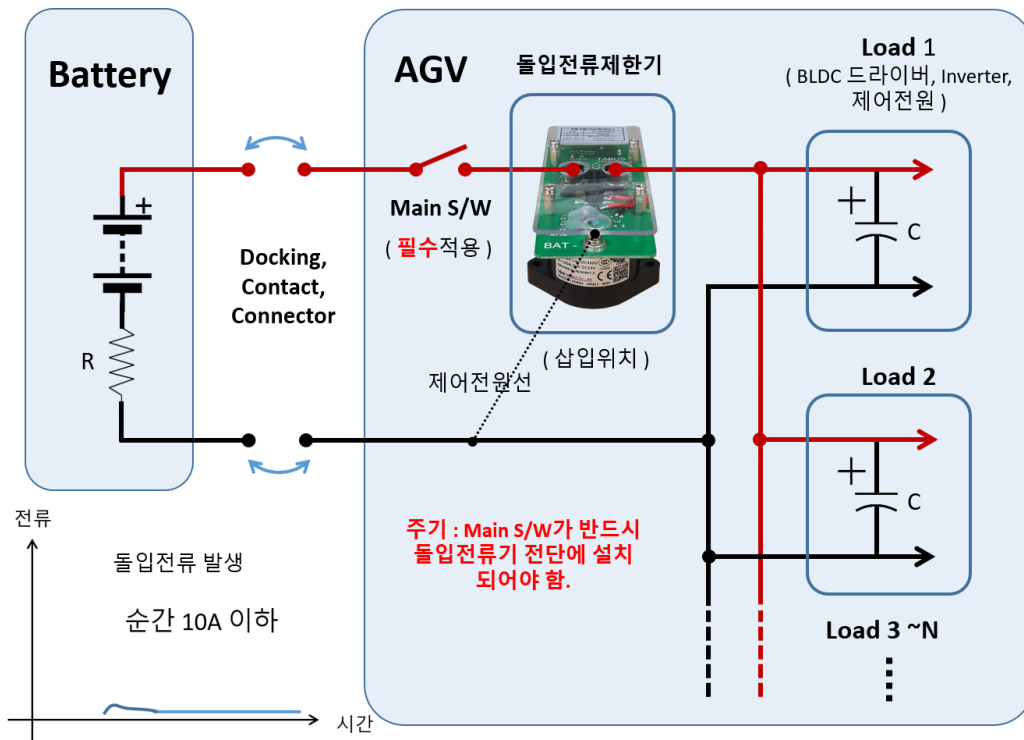 Battery
AGV
돌입전류제한기
Load 1
( BLDC 드라이버, Inverter,
제어전원 )
+
Main S/W
( 필수적용 )
BAT -
C
Docking,
Contact,
Connector
R
( 삽입위치 )
제어전원선
Load 2
C
전류
돌입전류 발생
순간 10A 이하
주기 : Main S/W가 반드시
돌입전류기 전단에 설치
되어야 함.
Load 3 ~N
시간